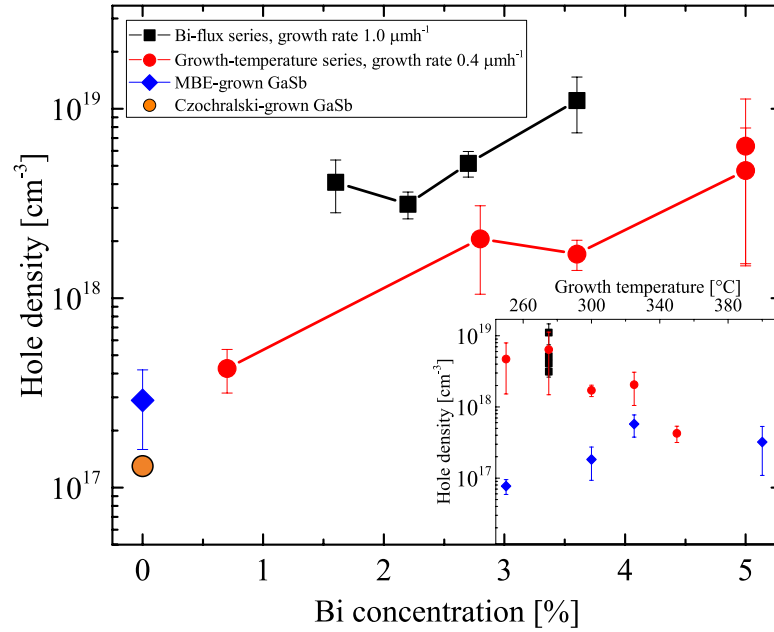 Bi-flux series, growth rate 1.0 μmh⁻¹
Growth-temperature series, growth rate 0.4 μmh⁻¹
MBE-grown GaSb
Czochralski-grown GaSb
Hole density [cm⁻³]
10¹⁹
10¹⁸
10¹⁷
0 1 2 3 4 5
Bi concentration [%]
Growth temperature [°C]
260 300 340 380
Hole density [cm⁻³]
10¹⁹
10¹⁸
10¹⁷